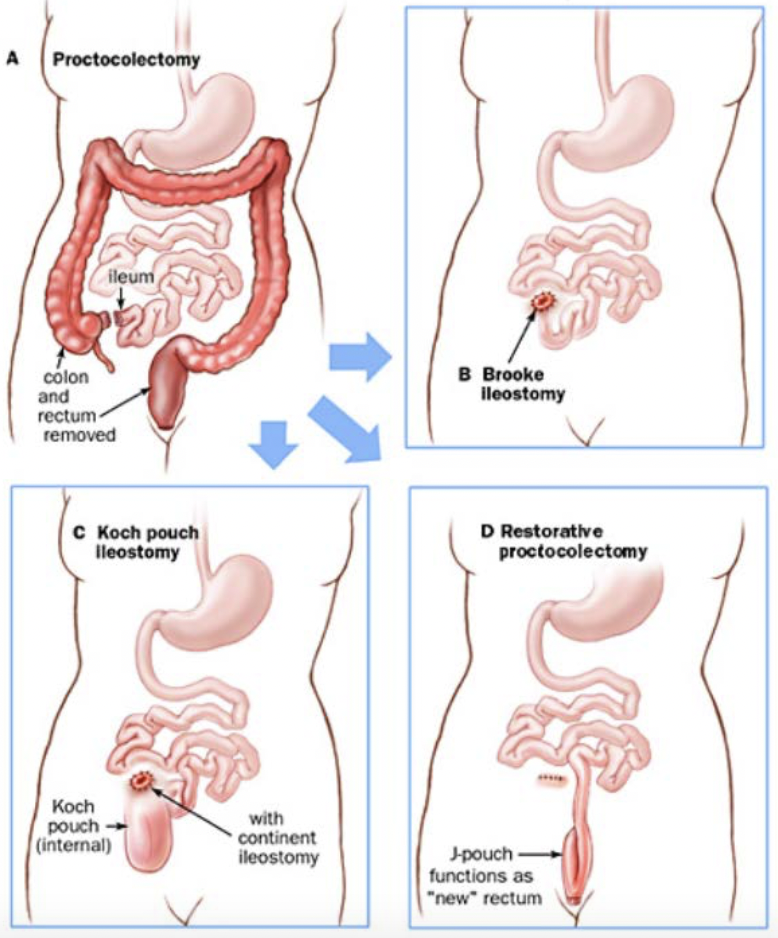 A Proctocolectomy
ileum
colon
and
rectum
removed
B Brooke
ileostomy
C Koch pouch
ileostomy
Koch
pouch
(internal)
with
continent
ileostomy
D Restorative
proctocolectomy
J-pouch
functions as
"new" rectum